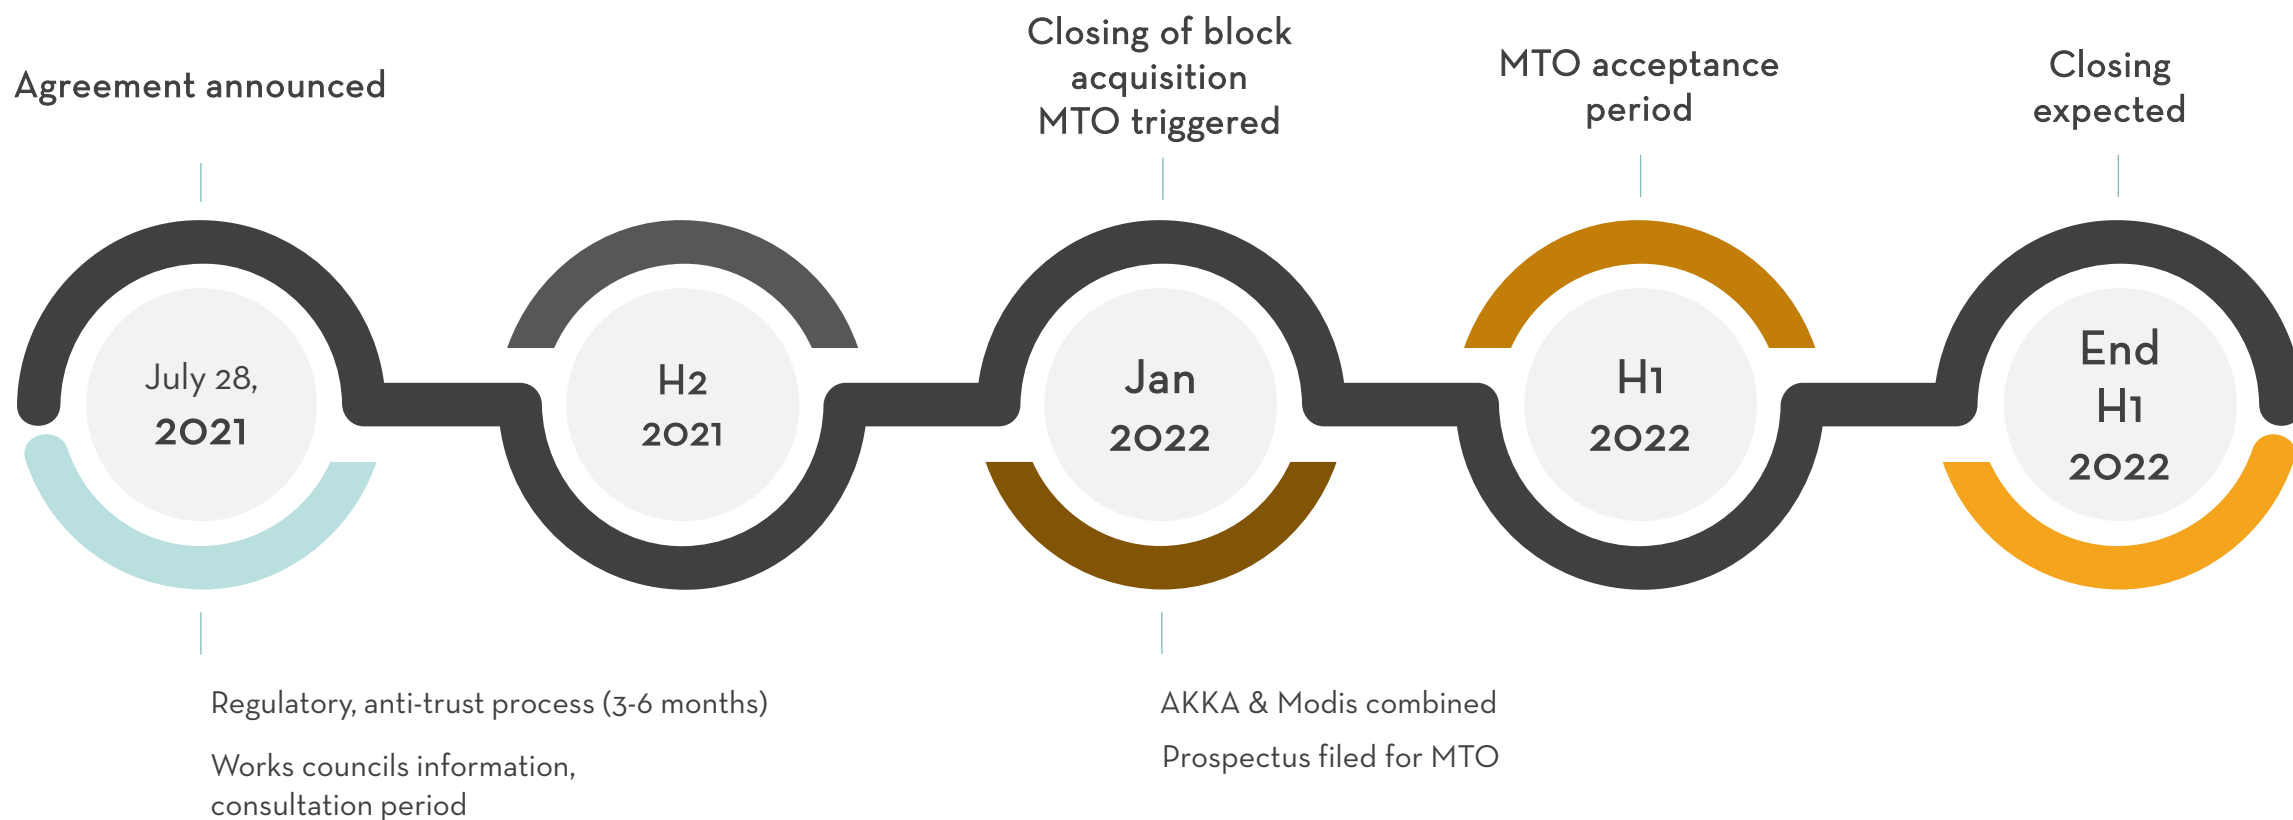 Agreement announced
Closing of block
acquisition
MTO triggered
MTO acceptance
period
Closing
expected
July 28,
2021
H2
2021
Jan
2022
H1
2022
End
H1
2022
Regulatory, anti-trust process (3-6 months)
Works councils information,
consultation period
AKKA & Modis combined
Prospectus filed for MTO